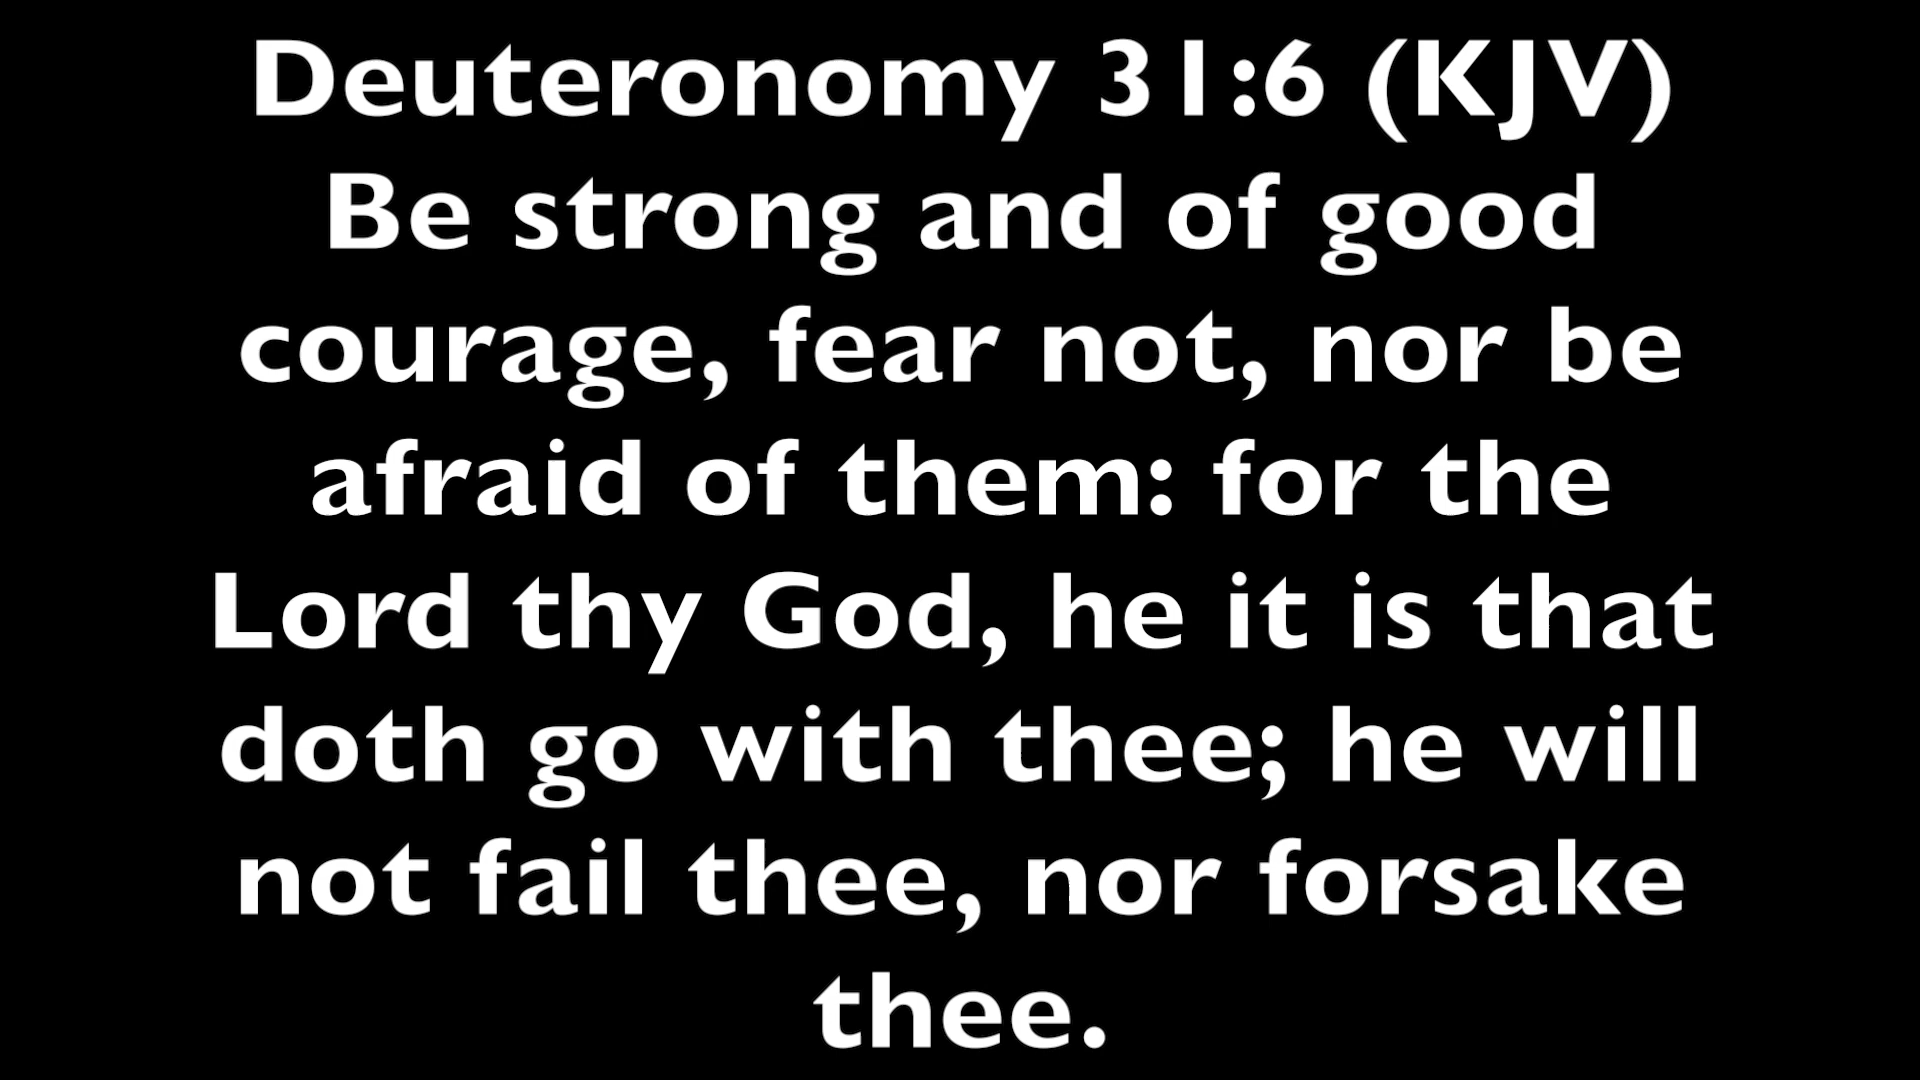 Deuteronomy 31:6 (KJV)
Be strong and of good
courage, fear not, nor be
afraid of them: for the
Lord thy God, he it is that
doth go with thee; he will
not fail thee, nor forsake
thee.